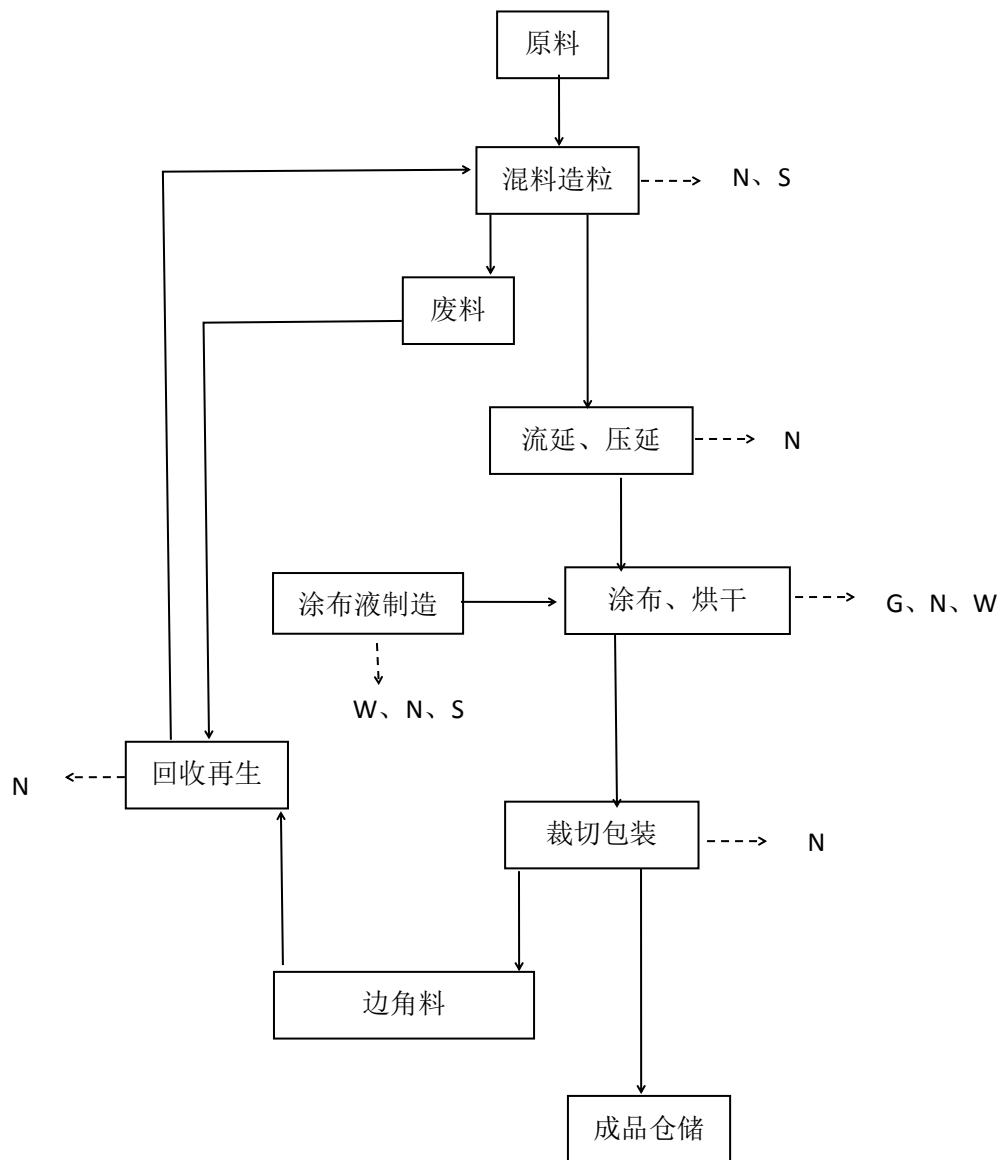 原料
混料造粒
N、S
废料
流延、压延
N
涂布液制造
涂布、烘干
G、N、W
W、N、S
回收再生
N
裁切包装
N
边角料
成品仓储